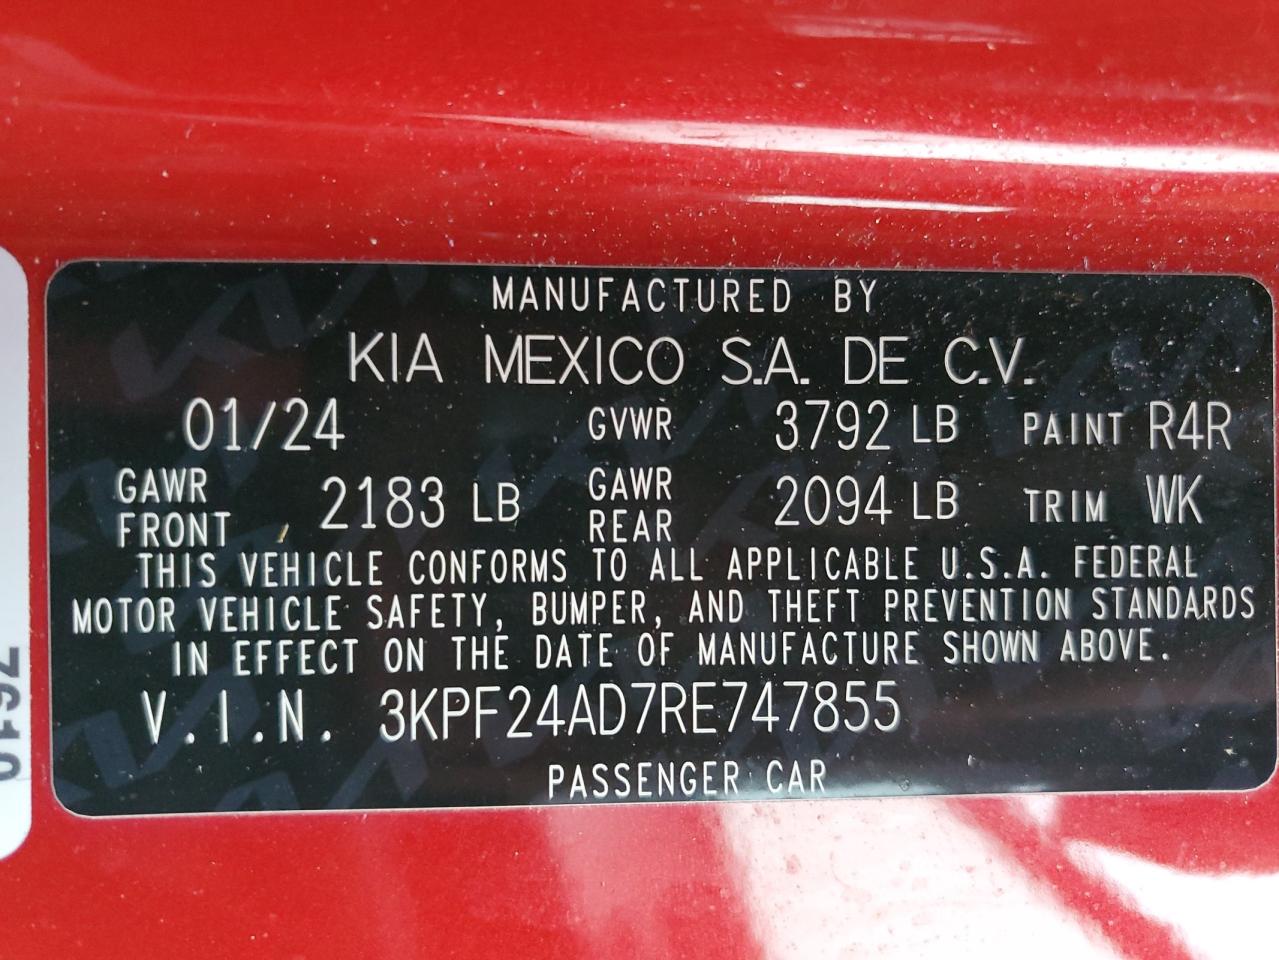 MANUFACTURED BY
KIA MEXICO S.A. DE C.V.
01/24 GVWR 3792 LB PAINT R4R
GAWR FRONT 2183 LB GAWR REAR 2094 LB TRIM WK
THIS VEHICLE CONFORMS TO ALL APPLICABLE U.S.A. FEDERAL
MOTOR VEHICLE SAFETY, BUMPER, AND THEFT PREVENTION STANDARDS
IN EFFECT ON THE DATE OF MANUFACTURE SHOWN ABOVE.
V.I.N. 3KPF24AD7RE747855
PASSENGER CAR